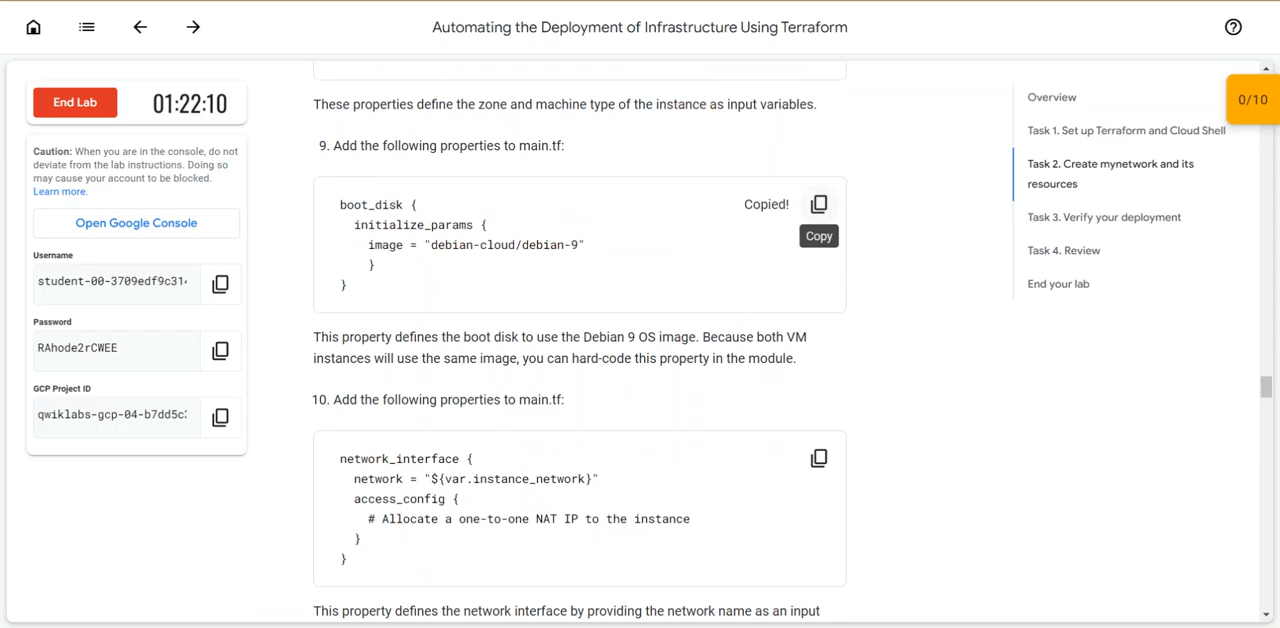 Automating the Deployment of Infrastructure Using Terraform
End Lab
01:22:10
Caution: When you are in the console, do not
deviate from the lab instructions. Doing so
may cause your account to be blocked.
Learn more.
Open Google Console
Username
student-00-3709edf9c31
Password
RAhode2rCWEE
GCP Project ID
qwiklabs-gcp-04-b7dd5c
These properties define the zone and machine type of the instance as input variables.
9. Add the following properties to main.tf:
boot_disk {
initialize_params {
image = "debian-cloud/debian-9"
}
}
Copied!
Copy
This property defines the boot disk to use the Debian 9 OS image. Because both VM
instances will use the same image, you can hard-code this property in the module.
10. Add the following properties to main.tf:
network_interface {
network = "${var.instance_network}"
access_config {
# Allocate a one-to-one NAT IP to the instance
}
}
This property defines the network interface by providing the network name as an input
Overview
Task 1. Set up Terraform and Cloud Shell
Task 2. Create mynetwork and its
resources
Task 3. Verify your deployment
Task 4. Review
End your lab
0/10